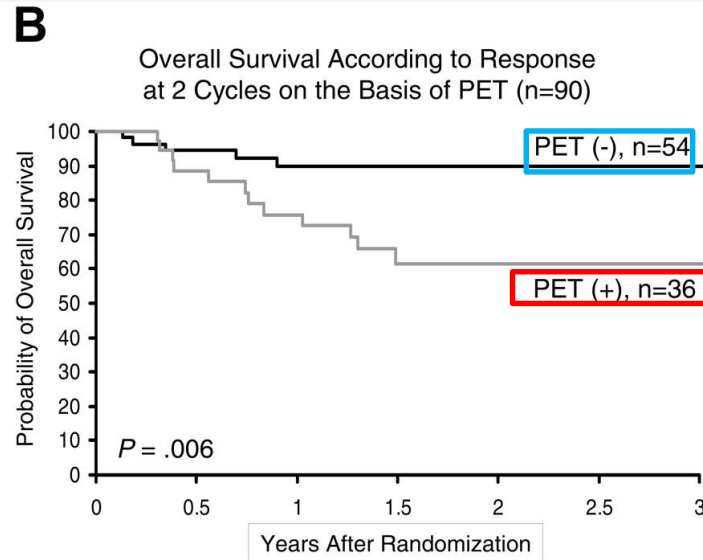 B
Overall Survival According to Response
at 2 Cycles on the Basis of PET (n=90)
Probability of Overall Survival
100
90
80
70
60
50
40
30
20
10
0
PET (-), n=54
PET (+), n=36
P = .006
0 0.5 1 1.5 2 2.5 3
Years After Randomization